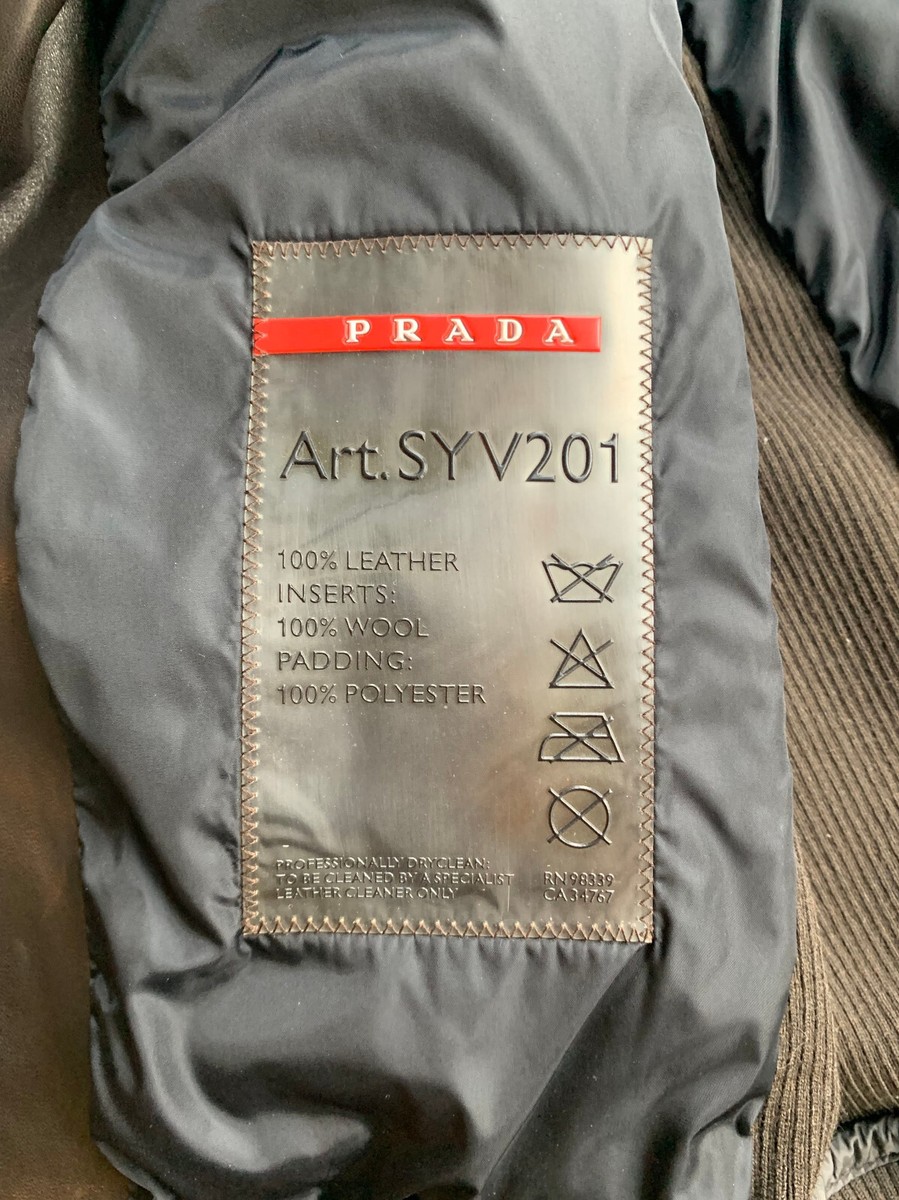 PRADA
Art.SYV201
100% LEATHER
INSERTS:
100% WOOL
PADDING:
100% POLYESTER
PROFESSIONALLY DRYCLEAN:
TO BE CLEANED BY A SPECIALIST
LEATHER CLEANER ONLY
RN 98339
CA 34767